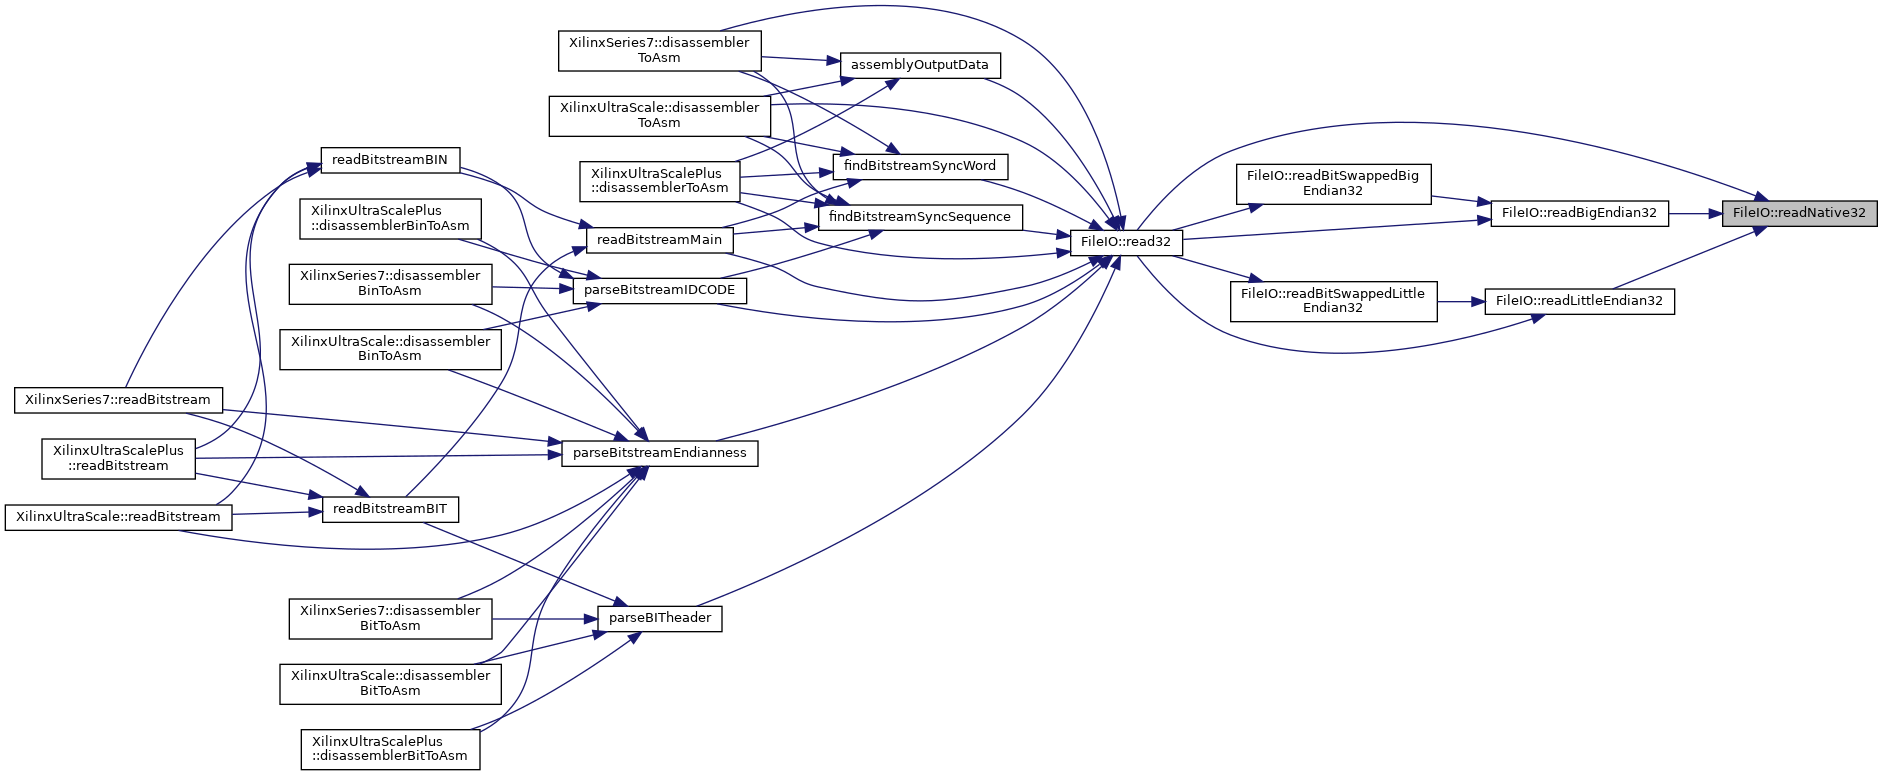 XilinxSeries7::disassembler
ToAsm
assemblyOutputData
XilinxUltraScale::disassembler
ToAsm
readBitstreamBIN
findBitstreamSyncWord
XilinxUltraScalePlus
::disassemblerToAsm
FileIO::readBitSwappedBig
Endian32
XilinxUltraScalePlus
::disassemblerBinToAsm
findBitstreamSyncSequence
FileIO::readBigEndian32
FileIO::readNative32
readBitstreamMain
FileIO::read32
XilinxSeries7::disassembler
BinToAsm
parseBitstreamIDCODE
FileIO::readBitSwappedLittle
Endian32
FileIO::readLittleEndian32
XilinxUltraScale::disassembler
BinToAsm
XilinxSeries7::readBitstream
XilinxUltraScalePlus
::readBitstream
parseBitstreamEndianness
XilinxUltraScale::readBitstream
readBitstreamBIT
XilinxSeries7::disassembler
BitToAsm
parseBITheader
XilinxUltraScale::disassembler
BitToAsm
XilinxUltraScalePlus
::disassemblerBitToAsm